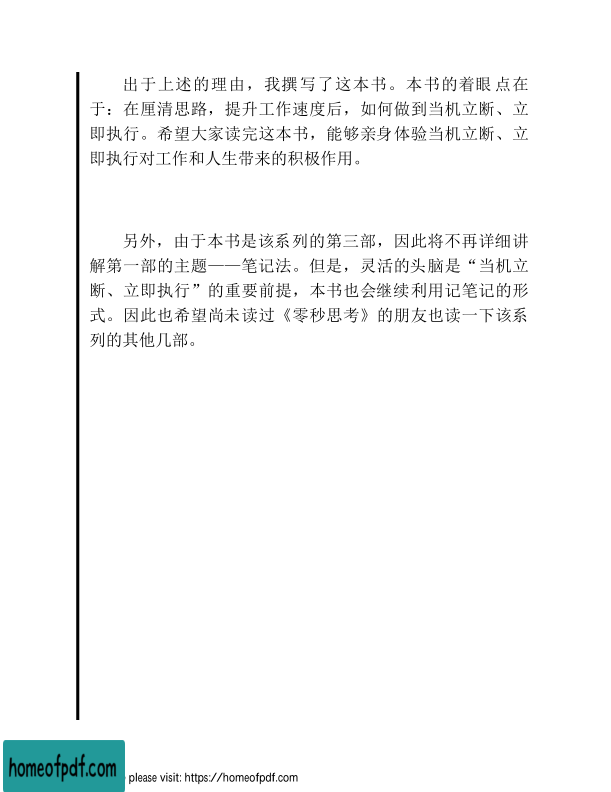 出于上述的理由，我撰写了这本书。本书的着眼点在
于：在厘清思路，提升工作速度后，如何做到当机立断、立
即执行。希望大家读完这本书，能够亲身体验当机立断、立
即执行对工作和人生带来的积极作用。
另外，由于本书是该系列的第三部，因此将不再详细讲
解第一部的主题——笔记法。但是，灵活的头脑是“当机立
断、立即执行”的重要前提，本书也会继续利用记笔记的形
式。因此也希望尚未读过《零秒思考》的朋友也读一下该系
列的其他几部。
homeofpdf.com
please visit: https://homeofpdf.com